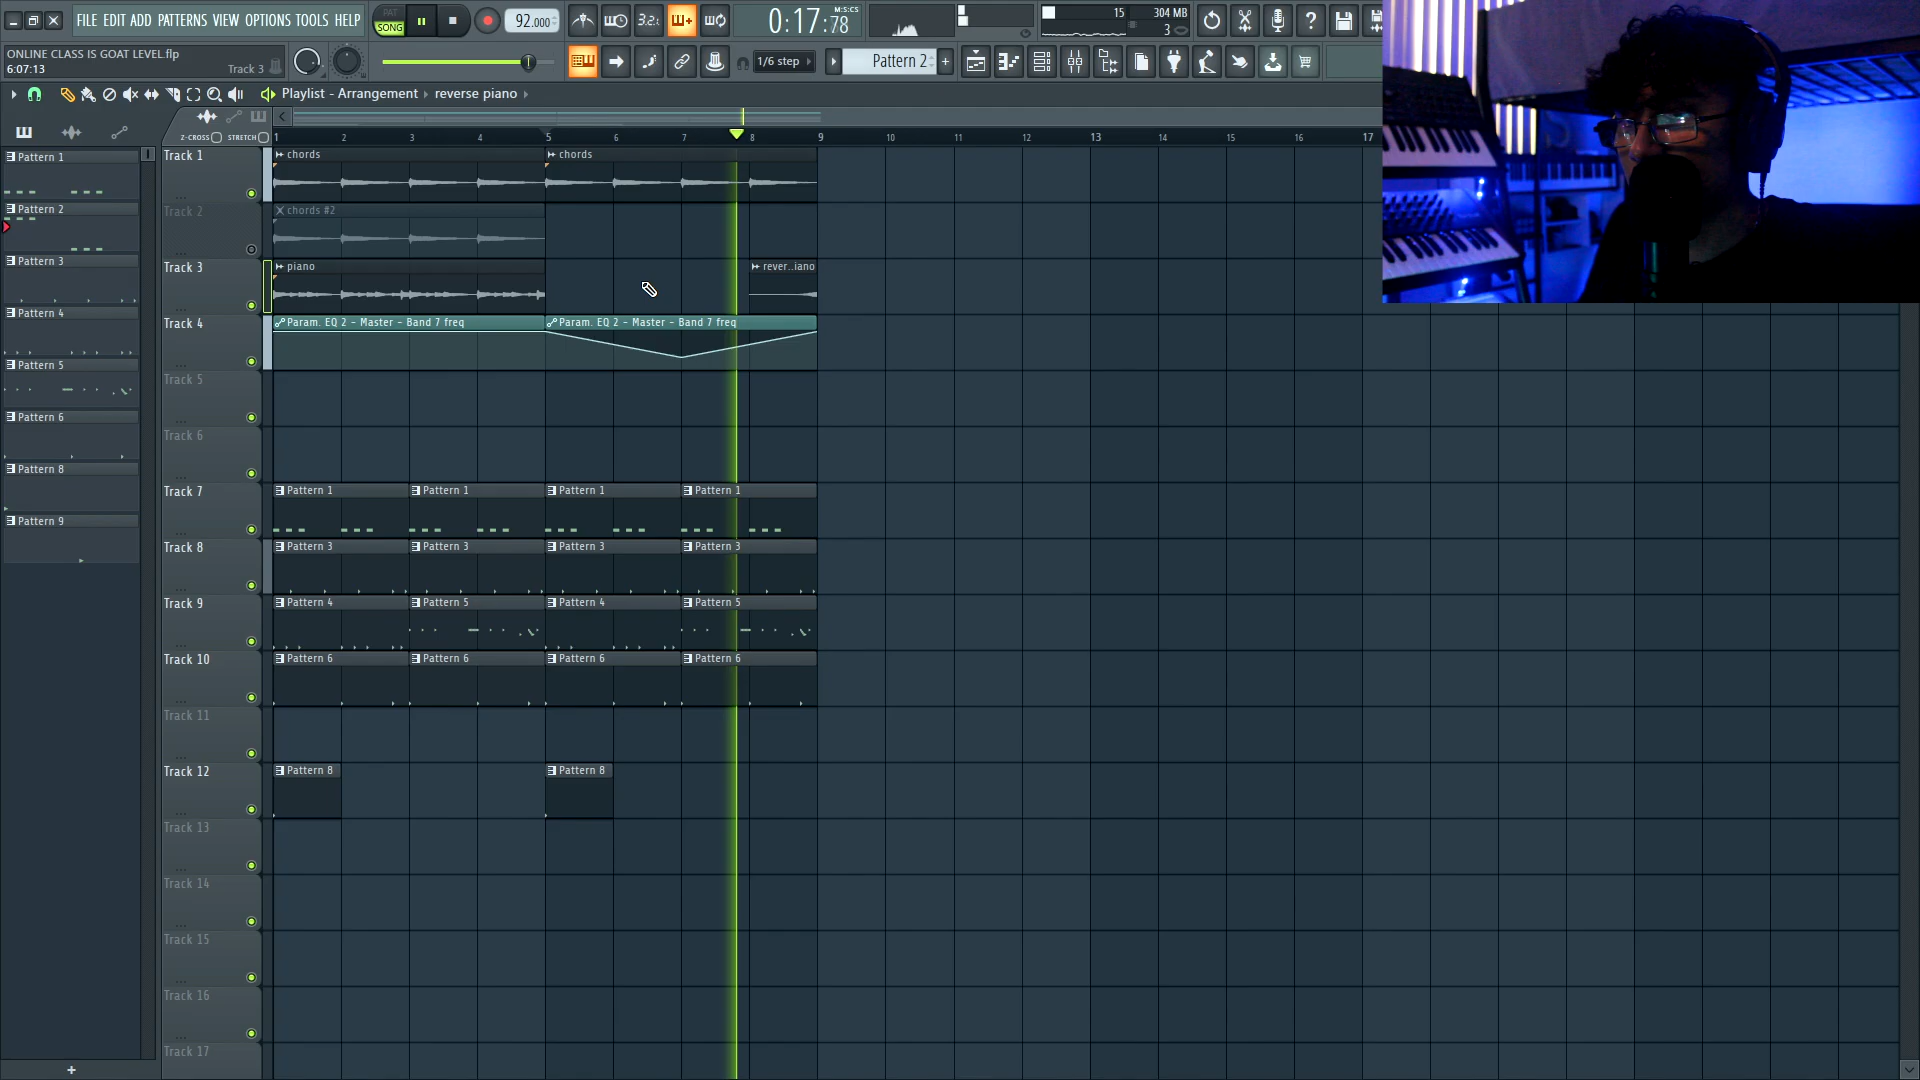 FILE EDIT ADD PATTERNS VIEW OPTIONS TOOLS HELP
PAT
SONG
92.000
3.2.
0:17:78
M:S:CS
15
304 MB
3
ONLINE CLASS IS GOAT LEVEL.flp
6:07:13
Track 3
1/6 step
Pattern 2
+
Playlist - Arrangement
reverse piano
Z-CROSS
STRETCH
1 2 3 4 5 6 7 8 9 10 11 12 13 14 15 16 17
Pattern 1
Pattern 2
Pattern 3
Pattern 4
Pattern 5
Pattern 6
Pattern 8
Pattern 9
+
Track 1
chords
chords
Track 2
chords #2
Track 3
piano
rever..iano
Track 4
Param. EQ 2 - Master - Band 7 freq
Param. EQ 2 - Master - Band 7 freq
Track 5
Track 6
Track 7
Pattern 1
Pattern 1
Pattern 1
Pattern 1
Track 8
Pattern 3
Pattern 3
Pattern 3
Pattern 3
Track 9
Pattern 4
Pattern 5
Pattern 4
Pattern 5
Track 10
Pattern 6
Pattern 6
Pattern 6
Pattern 6
Track 11
Track 12
Pattern 8
Pattern 8
Track 13
Track 14
Track 15
Track 16
Track 17